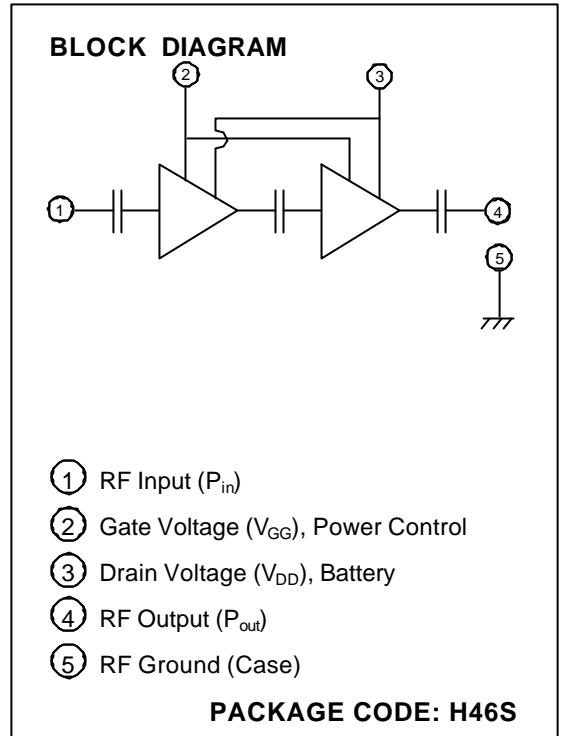 BLOCK DIAGRAM
2 3
1 4
5
1 RF Input (Pin)
2 Gate Voltage (VGG), Power Control
3 Drain Voltage (VDD), Battery
4 RF Output (Pout)
5 RF Ground (Case)
PACKAGE CODE: H46S